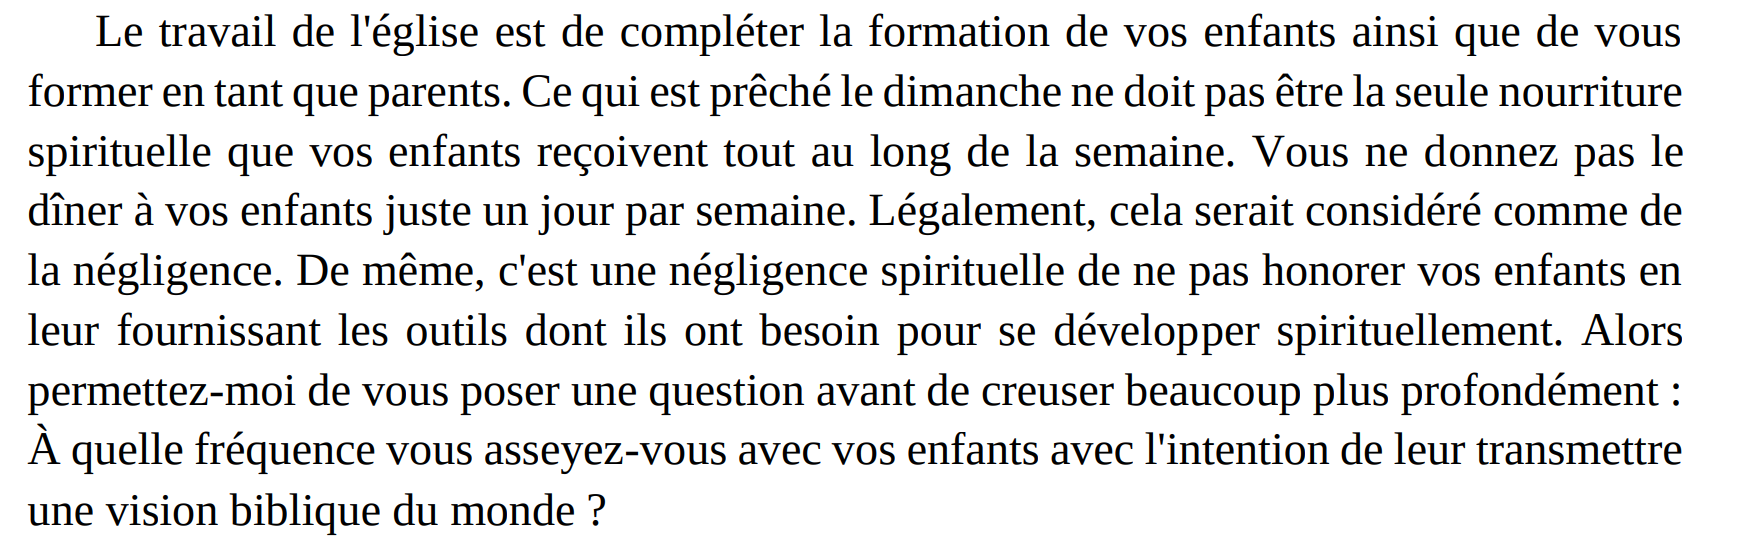 Le travail de l'église est de compléter la formation de vos enfants ainsi que de vous
former en tant que parents. Ce qui est prêché le dimanche ne doit pas être la seule nourriture
spirituelle que vos enfants reçoivent tout au long de la semaine. Vous ne donnez pas le
dîner à vos enfants juste un jour par semaine. Légalement, cela serait considéré comme de
la négligence. De même, c'est une négligence spirituelle de ne pas honorer vos enfants en
leur fournissant les outils dont ils ont besoin pour se développer spirituellement. Alors
permettez-moi de vous poser une question avant de creuser beaucoup plus profondément :
À quelle fréquence vous asseyez-vous avec vos enfants avec l'intention de leur transmettre
une vision biblique du monde ?